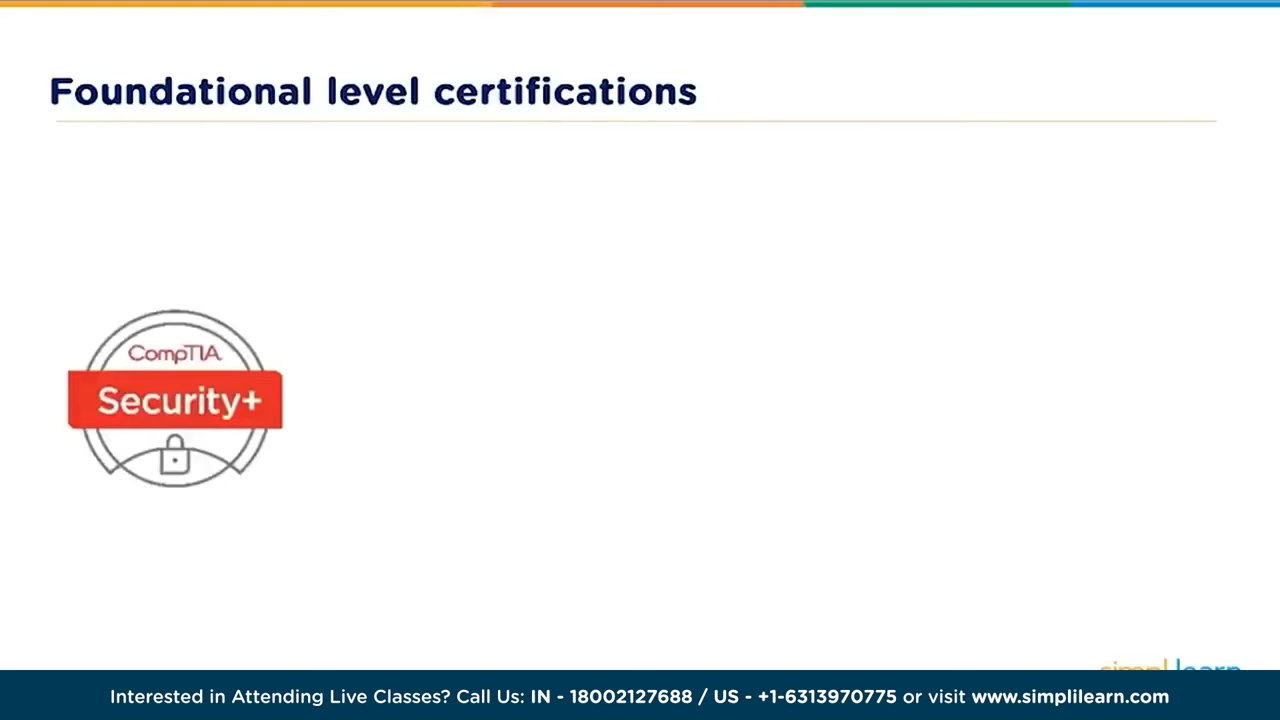 Foundational level certifications
CompTIA
Security+
simplilearn
Interested in Attending Live Classes? Call Us: IN - 18002127688 / US - +1-6313970775 or visit www.simplilearn.com